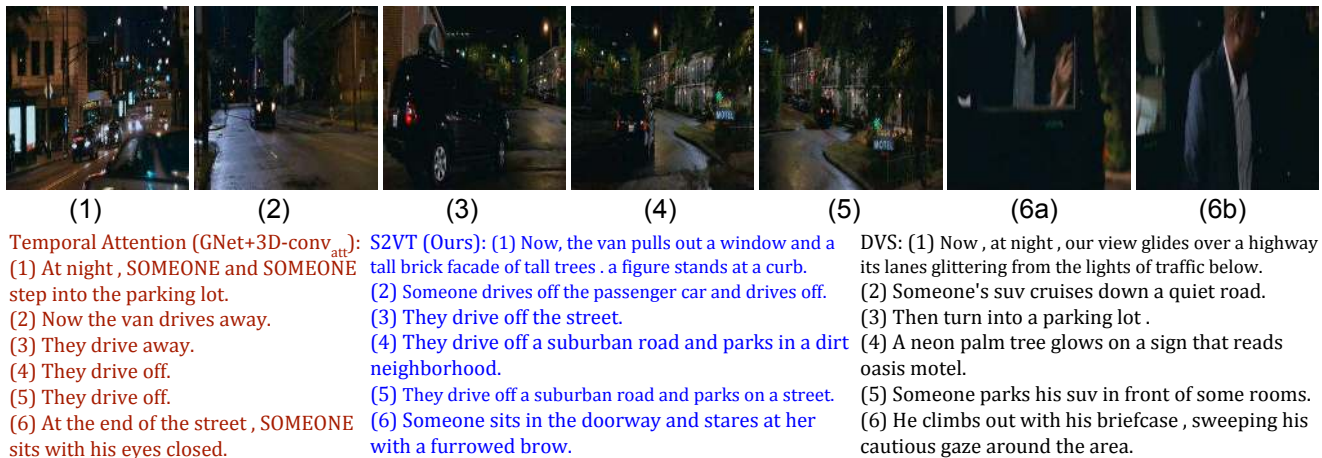 MOTEL
MOTEL
(1)
(2)
(3)
(4)
(5)
(6a)
(6b)
Temporal Attention (GNet+3D-conv_att):
(1) At night , SOMEONE and SOMEONE
step into the parking lot.
(2) Now the van drives away.
(3) They drive away.
(4) They drive off.
(5) They drive off.
(6) At the end of the street , SOMEONE
sits with his eyes closed.
S2VT (Ours): (1) Now, the van pulls out a window and a
tall brick facade of tall trees . a figure stands at a curb.
(2) Someone drives off the passenger car and drives off.
(3) They drive off the street.
(4) They drive off a suburban road and parks in a dirt
neighborhood.
(5) They drive off a suburban road and parks on a street.
(6) Someone sits in the doorway and stares at her
with a furrowed brow.
DVS: (1) Now , at night , our view glides over a highway
its lanes glittering from the lights of traffic below.
(2) Someone's suv cruises down a quiet road.
(3) Then turn into a parking lot .
(4) A neon palm tree glows on a sign that reads
oasis motel.
(5) Someone parks his suv in front of some rooms.
(6) He climbs out with his briefcase , sweeping his
cautious gaze around the area.